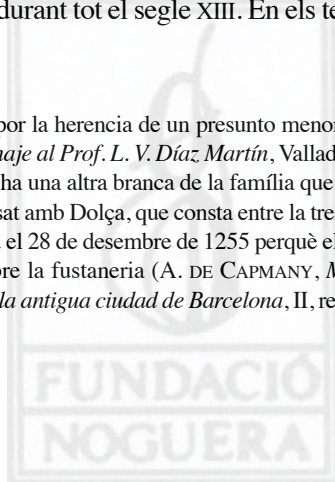 durant tot el segle XIII. En els te
por la herencia de un presunto menor
naje al Prof. L. V. Díaz Martín, Vallad
ha una altra branca de la família que
sat amb Dolça, que consta entre la tre
el 28 de desembre de 1255 perquè el
re la fustaneria (A. DE CAPMANY, M
la antigua ciudad de Barcelona, II, re
FUNDACIÓ
NOGUERA